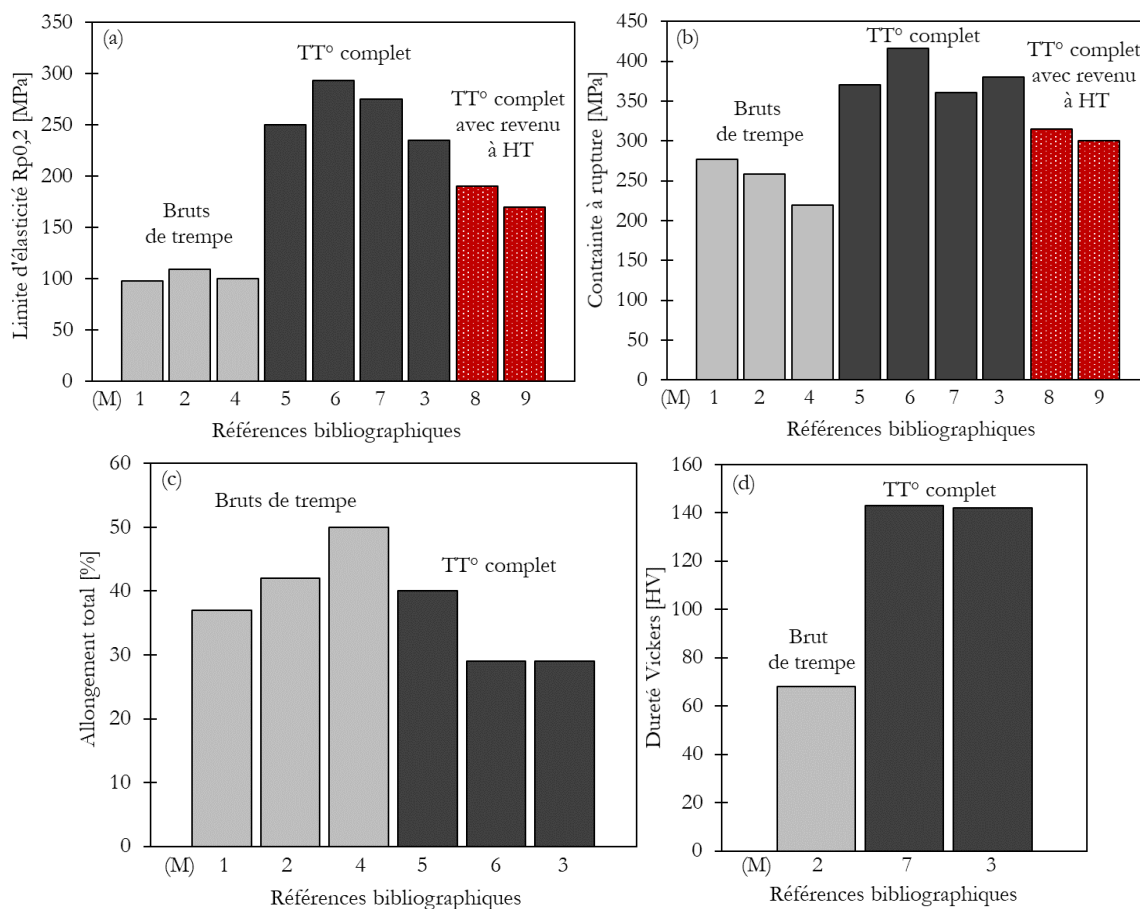 (a)
Limite d'élasticité Rp0,2 [MPa]
350
300
250
200
150
100
50
0
Bruts
de trempe
TT° complet
TT° complet
avec revenu
à HT
(M) 1 2 4 5 6 7 3 8 9
Références bibliographiques
(b)
Contrainte à rupture [MPa]
450
400
350
300
250
200
150
100
50
0
Bruts
de trempe
TT° complet
TT° complet
avec revenu
à HT
(M) 1 2 4 5 6 7 3 8 9
Références bibliographiques
(c)
Allongement total [%]
60
50
40
30
20
10
0
Bruts de trempe
TT° complet
(M) 1 2 4 5 6 3
Références bibliographiques
(d)
Dureté Vickers [HV]
160
140
120
100
80
60
40
20
0
Brut
de trempe
TT° complet
(M) 2 7 3
Références bibliographiques